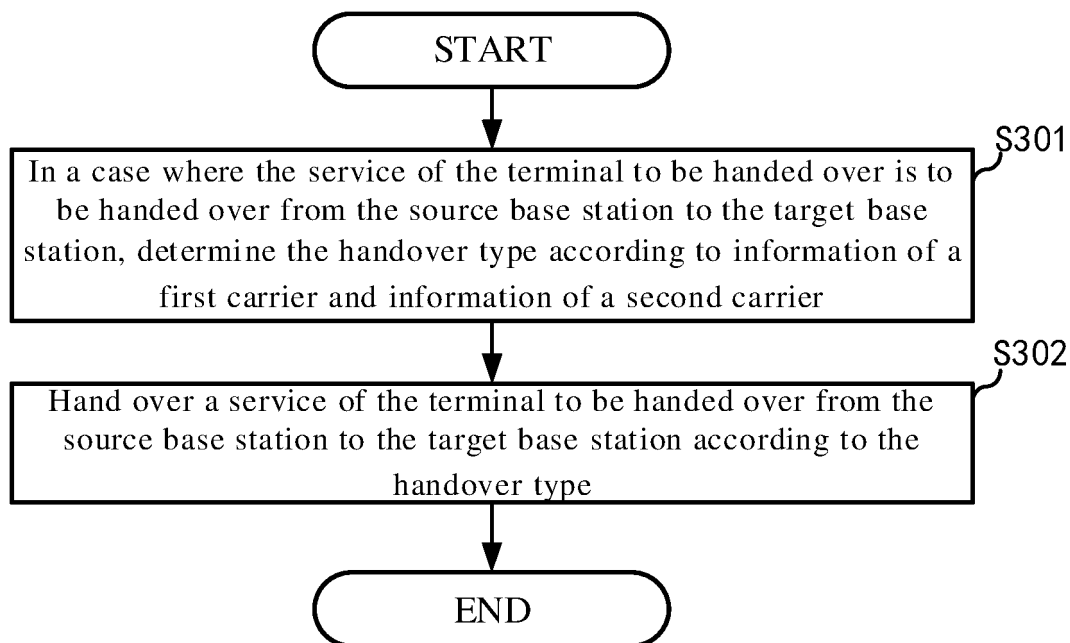 START
S301
In a case where the service of the terminal to be handed over is to
be handed over from the source base station to the target base
station, determine the handover type according to information of a
first carrier and information of a second carrier
S302
Hand over a service of the terminal to be handed over from the
source base station to the target base station according to the
handover type
END